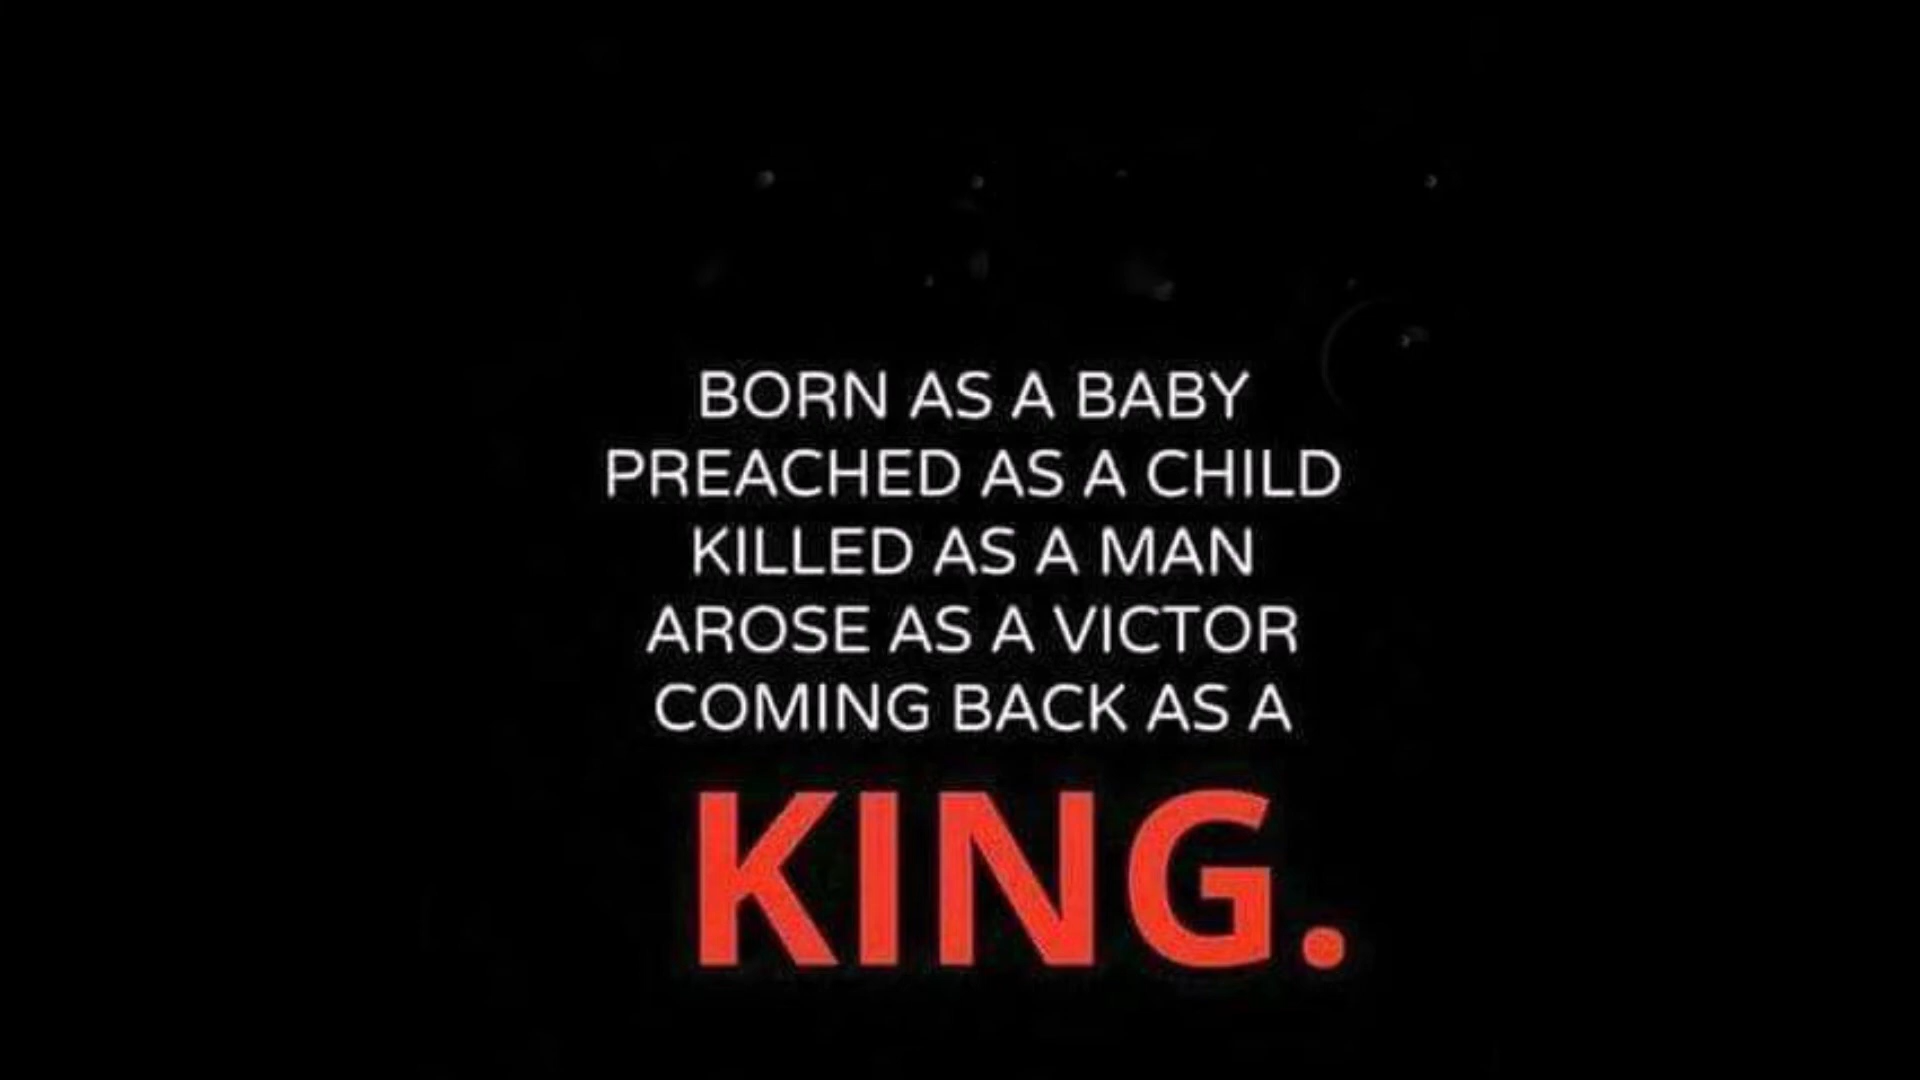 BORN AS A BABY
PREACHED AS A CHILD
KILLED AS A MAN
AROSE AS A VICTOR
COMING BACK AS A
KING.